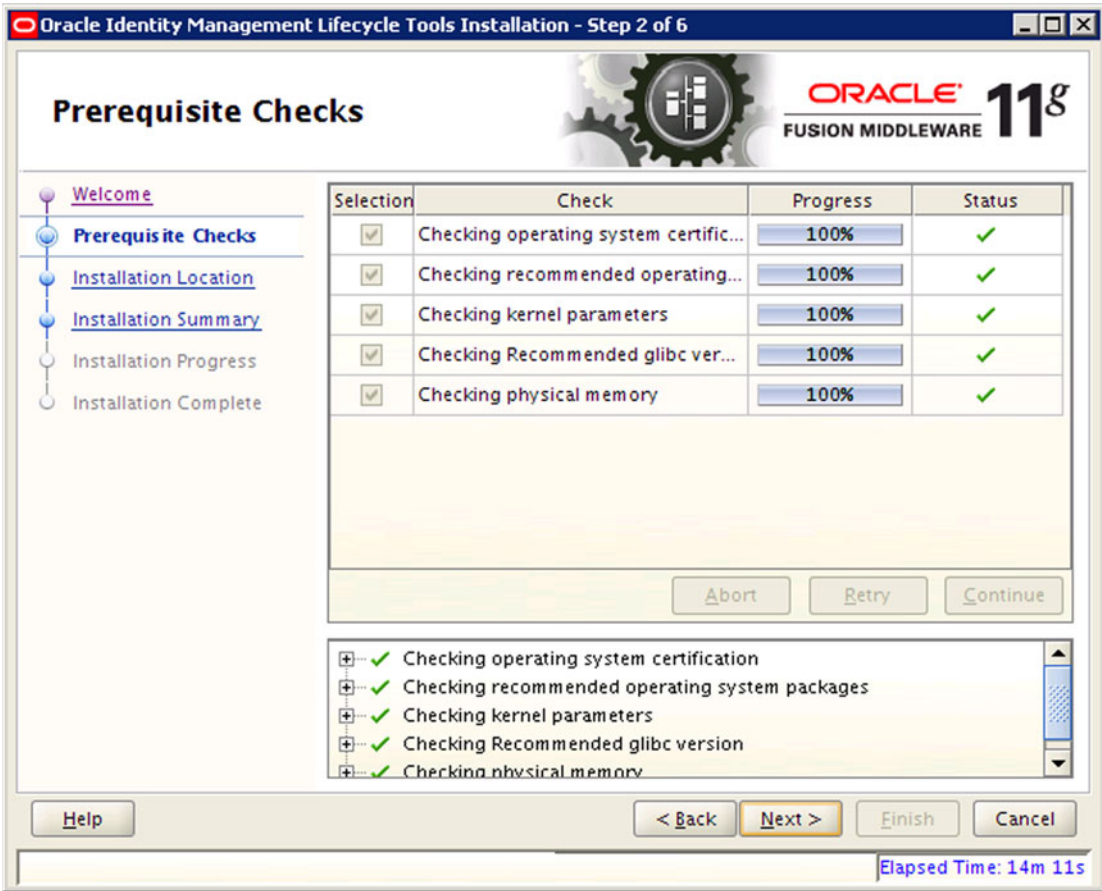 Oracle Identity Management Lifecycle Tools Installation - Step 2 of 6
Prerequisite Checks
ORACLE
FUSION MIDDLEWARE
11g
Welcome
Prerequisite Checks
Installation Location
Installation Summary
Installation Progress
Installation Complete
Selection Check Progress Status
Checking operating system certific... 100%
Checking recommended operating... 100%
Checking kernel parameters 100%
Checking Recommended glibc ver... 100%
Checking physical memory 100%
Abort Retry Continue
Checking operating system certification
Checking recommended operating system packages
Checking kernel parameters
Checking Recommended glibc version
Checking physical memory
Help < Back Next > Finish Cancel
Elapsed Time: 14m 11s